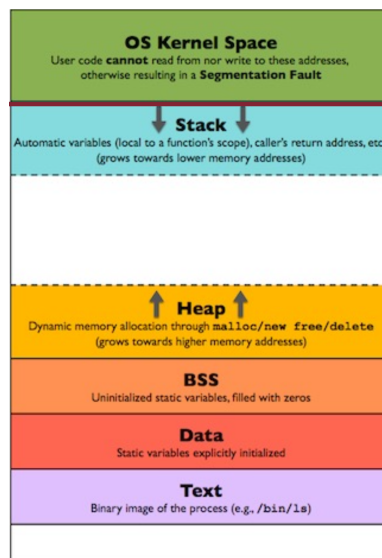 OS Kernel Space
User code cannot read from nor write to these addresses,
otherwise resulting in a Segmentation Fault
Stack
Automatic variables (local to a function's scope), caller's return address, etc
(grows towards lower memory addresses)
Heap
Dynamic memory allocation through malloc/new free/delete
(grows towards higher memory addresses)
BSS
Uninitialized static variables, filled with zeros
Data
Static variables explicitly initialized
Text
Binary image of the process (e.g., /bin/ls)